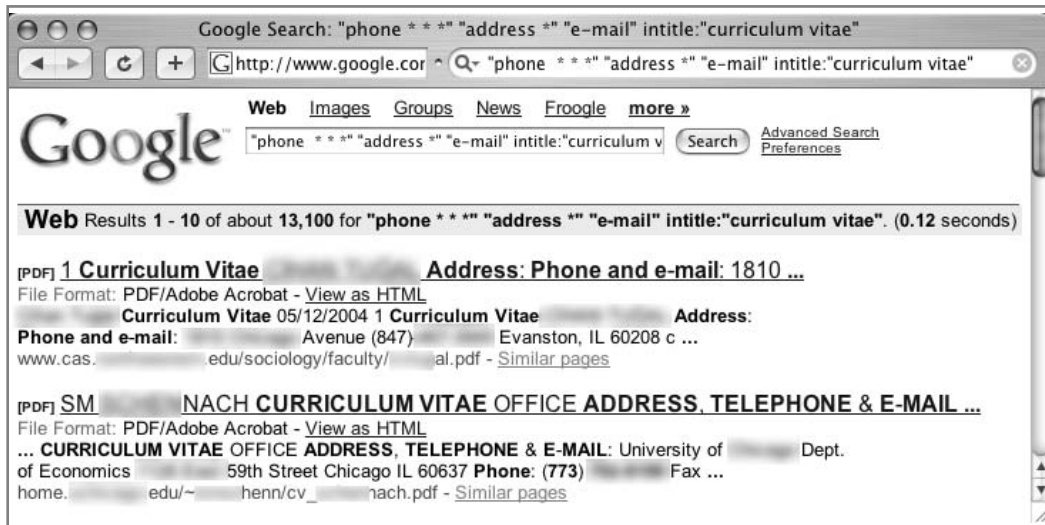 Google Search: "phone * * *" "address *" "e-mail" intitle:"curriculum vitae"
G http://www.google.cor "phone * * *" "address *" "e-mail" intitle:"curriculum vitae"
Web Images Groups News Froogle more »
Google™
"phone * * *" "address *" "e-mail" intitle:"curriculum v Search Advanced Search
Preferences
Web Results 1 - 10 of about 13,100 for "phone * * *" "address *" "e-mail" intitle:"curriculum vitae". (0.12 seconds)
[PDF] 1 Curriculum Vitae Address: Phone and e-mail: 1810 ...
File Format: PDF/Adobe Acrobat - View as HTML
Curriculum Vitae 05/12/2004 1 Curriculum Vitae Address:
Phone and e-mail: Avenue (847) Evanston, IL 60208 c ...
www.cas. .edu/sociology/faculty/ al.pdf - Similar pages
[PDF] SM NACH CURRICULUM VITAE OFFICE ADDRESS, TELEPHONE & E-MAIL ...
File Format: PDF/Adobe Acrobat - View as HTML
... CURRICULUM VITAE OFFICE ADDRESS, TELEPHONE & E-MAIL: University of Dept.
of Economics 59th Street Chicago IL 60637 Phone: (773) Fax ...
home. edu/~ henn/cv_ nach.pdf - Similar pages